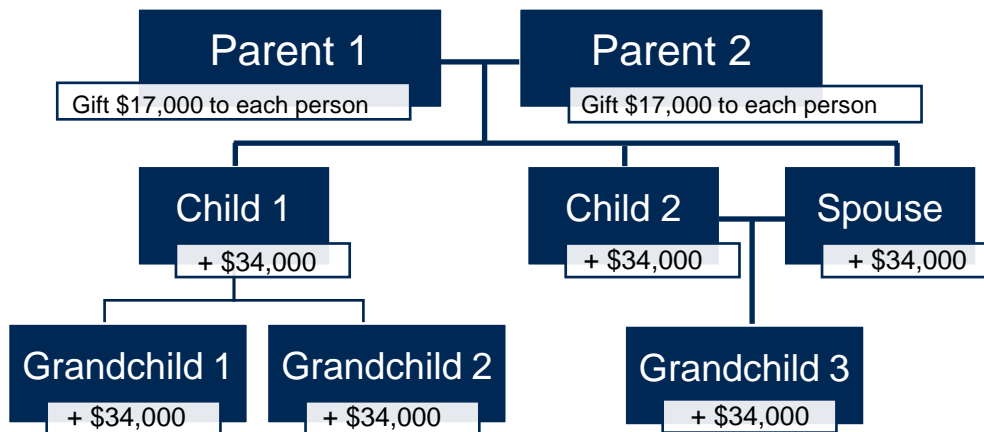 Parent 1
Parent 2
Gift $17,000 to each person
Gift $17,000 to each person
Child 1
Child 2
Spouse
+ $34,000
+ $34,000
+ $34,000
Grandchild 1
Grandchild 2
Grandchild 3
+ $34,000
+ $34,000
+ $34,000